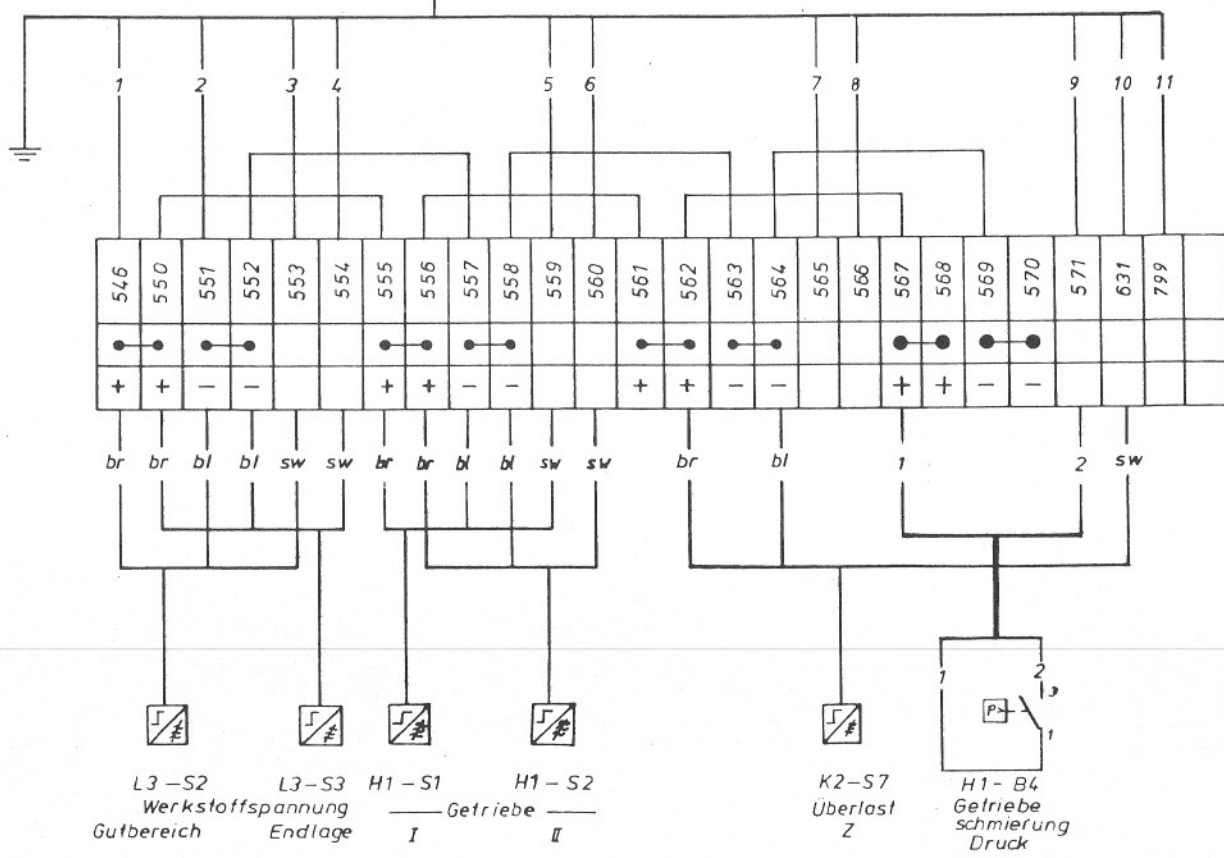 1 2 3 4 5 6 7 8 9 10 11
546 550 551 552 553 554 555 556 557 558 559 560 561 562 563 564 565 566 567 568 569 570 571 631 799
+ + - - + + - - + + - - + + - -
br br bl bl sw sw br br bl bl sw sw br bl 1 2 sw
1 2
3
P
1
L3-S2 L3-S3 H1-S1 H1-S2 K2-S7 H1-B4
Werkstoffspannung Getriebe Überlast Getriebe
Gutbereich Endlage I II Z schmierung
Druck